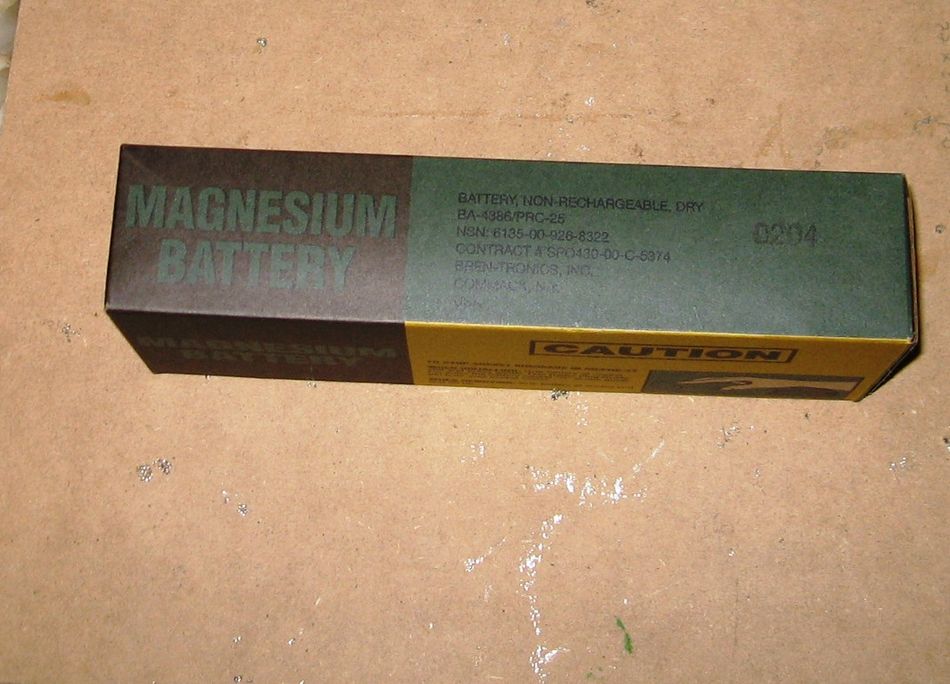 MAGNESIUM
BATTERY
BATTERY, NON-RECHARGEABLE, DRY
BA-4386/PRC-25
NSN: 6135-00-926-8322
CONTRACT # SPO430-00-C-5374
BREN-TRONICS, INC.
COMMACK, N.Y.
USA
0204
MAGNESIUM
BATTERY
CAUTION